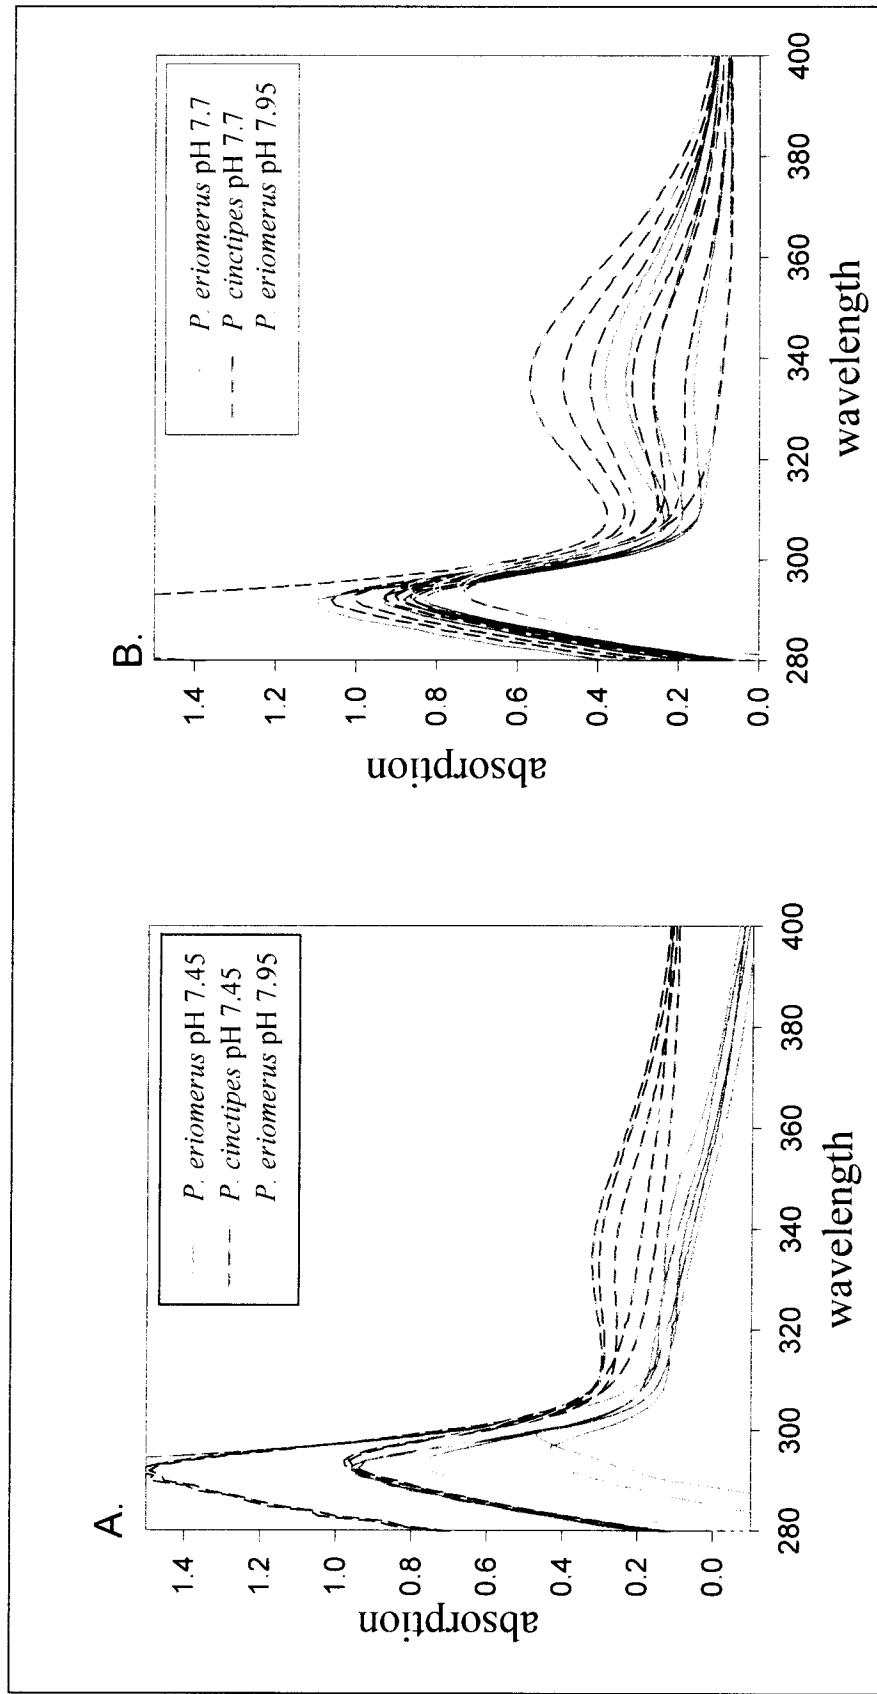 A.
P. eriomerus pH 7.45
P. cinctipes pH 7.45
P. eriomerus pH 7.95
absorption
1.4
1.2
1.0
0.8
0.6
0.4
0.2
0.0
280
300
320
340
360
380
400
wavelength
B.
P. eriomerus pH 7.7
P cinctipes pH 7.7
P. eriomerus pH 7.95
absorption
1.4
1.2
1.0
0.8
0.6
0.4
0.2
0.0
280
300
320
340
360
380
400
wavelength